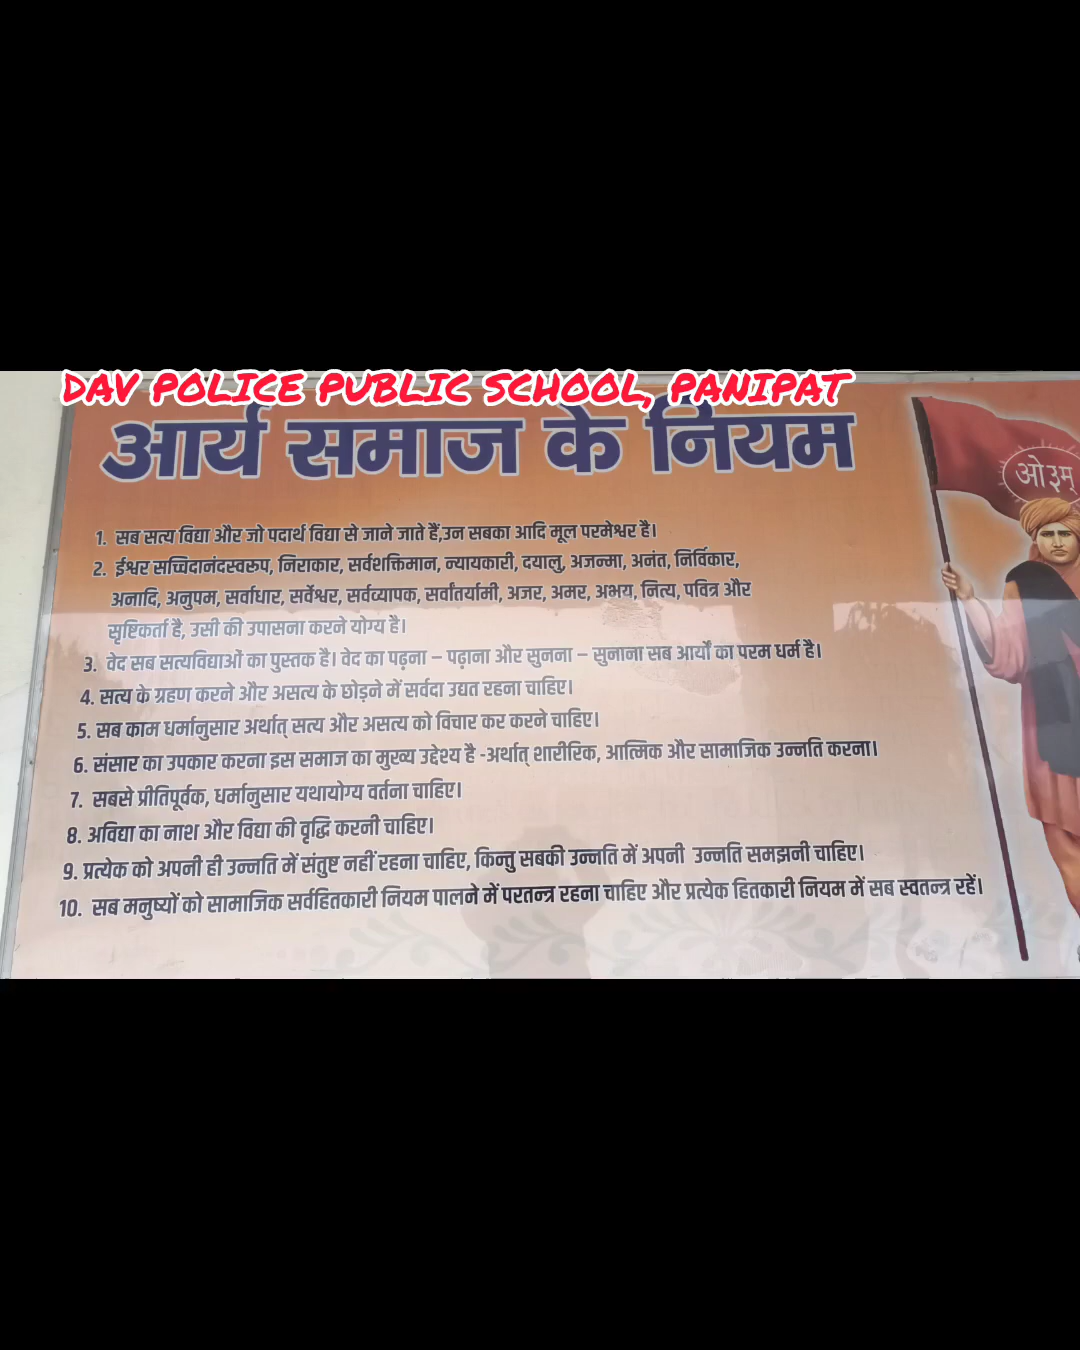 DAV POLICE PUBLIC SCHOOL, PANIPAT
आर्य समाज के नियम
ओ३म्
1. सब सत्य विद्या और जो पदार्थ विद्या से जाने जाते हैं,उन सबका आदि मूल परमेश्वर है।
2. ईश्वर सच्चिदानंदस्वरुप, निराकार, सर्वशक्तिमान, न्यायकारी, दयालु, अजन्मा, अनंत, निर्विकार,
अनादि, अनुपम, सर्वाधार, सर्वेश्वर, सर्वव्यापक, सर्वांतर्यामी, अजर, अमर, अभय, नित्य, पवित्र और
सृष्टिकर्ता है, उसी की उपासना करने योग्य है।
3. वेद सब सत्यविद्याओं का पुस्तक है। वेद का पढ़ना – पढ़ाना और सुनना – सुनाना सब आर्यों का परम धर्म है।
4. सत्य के ग्रहण करने और असत्य के छोड़ने में सर्वदा उद्यत रहना चाहिए।
5. सब काम धर्मानुसार अर्थात् सत्य और असत्य को विचार कर करने चाहिए।
6. संसार का उपकार करना इस समाज का मुख्य उद्देश्य है -अर्थात् शारीरिक, आत्मिक और सामाजिक उन्नति करना।
7. सबसे प्रीतिपूर्वक, धर्मानुसार यथायोग्य वर्तना चाहिए।
8. अविद्या का नाश और विद्या की वृद्धि करनी चाहिए।
9. प्रत्येक को अपनी ही उन्नति में संतुष्ट नहीं रहना चाहिए, किन्तु सबकी उन्नति में अपनी उन्नति समझनी चाहिए।
10. सब मनुष्यों को सामाजिक सर्वहितकारी नियम पालने में परतन्त्र रहना चाहिए और प्रत्येक हितकारी नियम में सब स्वतन्त्र रहें।